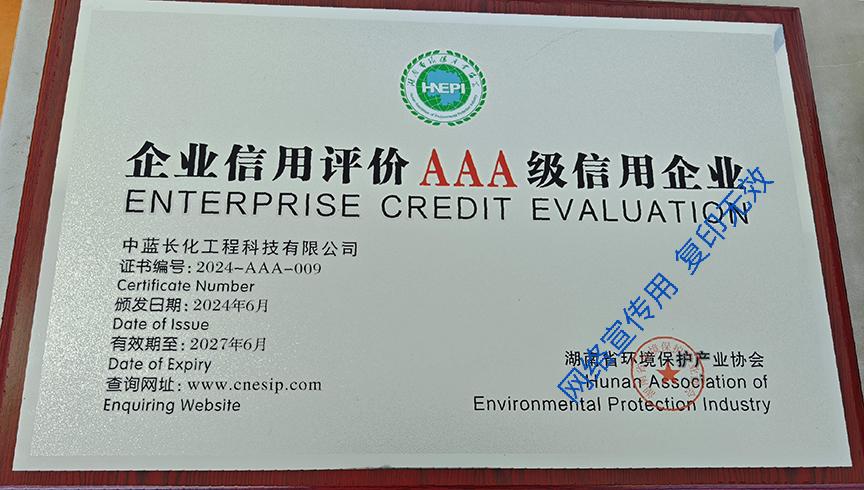 HNEPI
企业信用评价AAA级信用企业
ENTERPRISE CREDIT EVALUATION
中蓝长化工程科技有限公司
证书编号：2024-AAA-009
Certificate Number
颁发日期：2024年6月
Date of Issue
有效期至：2027年6月
Date of Expiry
查询网址：www.cnesip.com
Enquiring Website
湖南省环境保护产业协会
Hunan Association of
Environmental Protection Industry
网络宣传用 复印无效